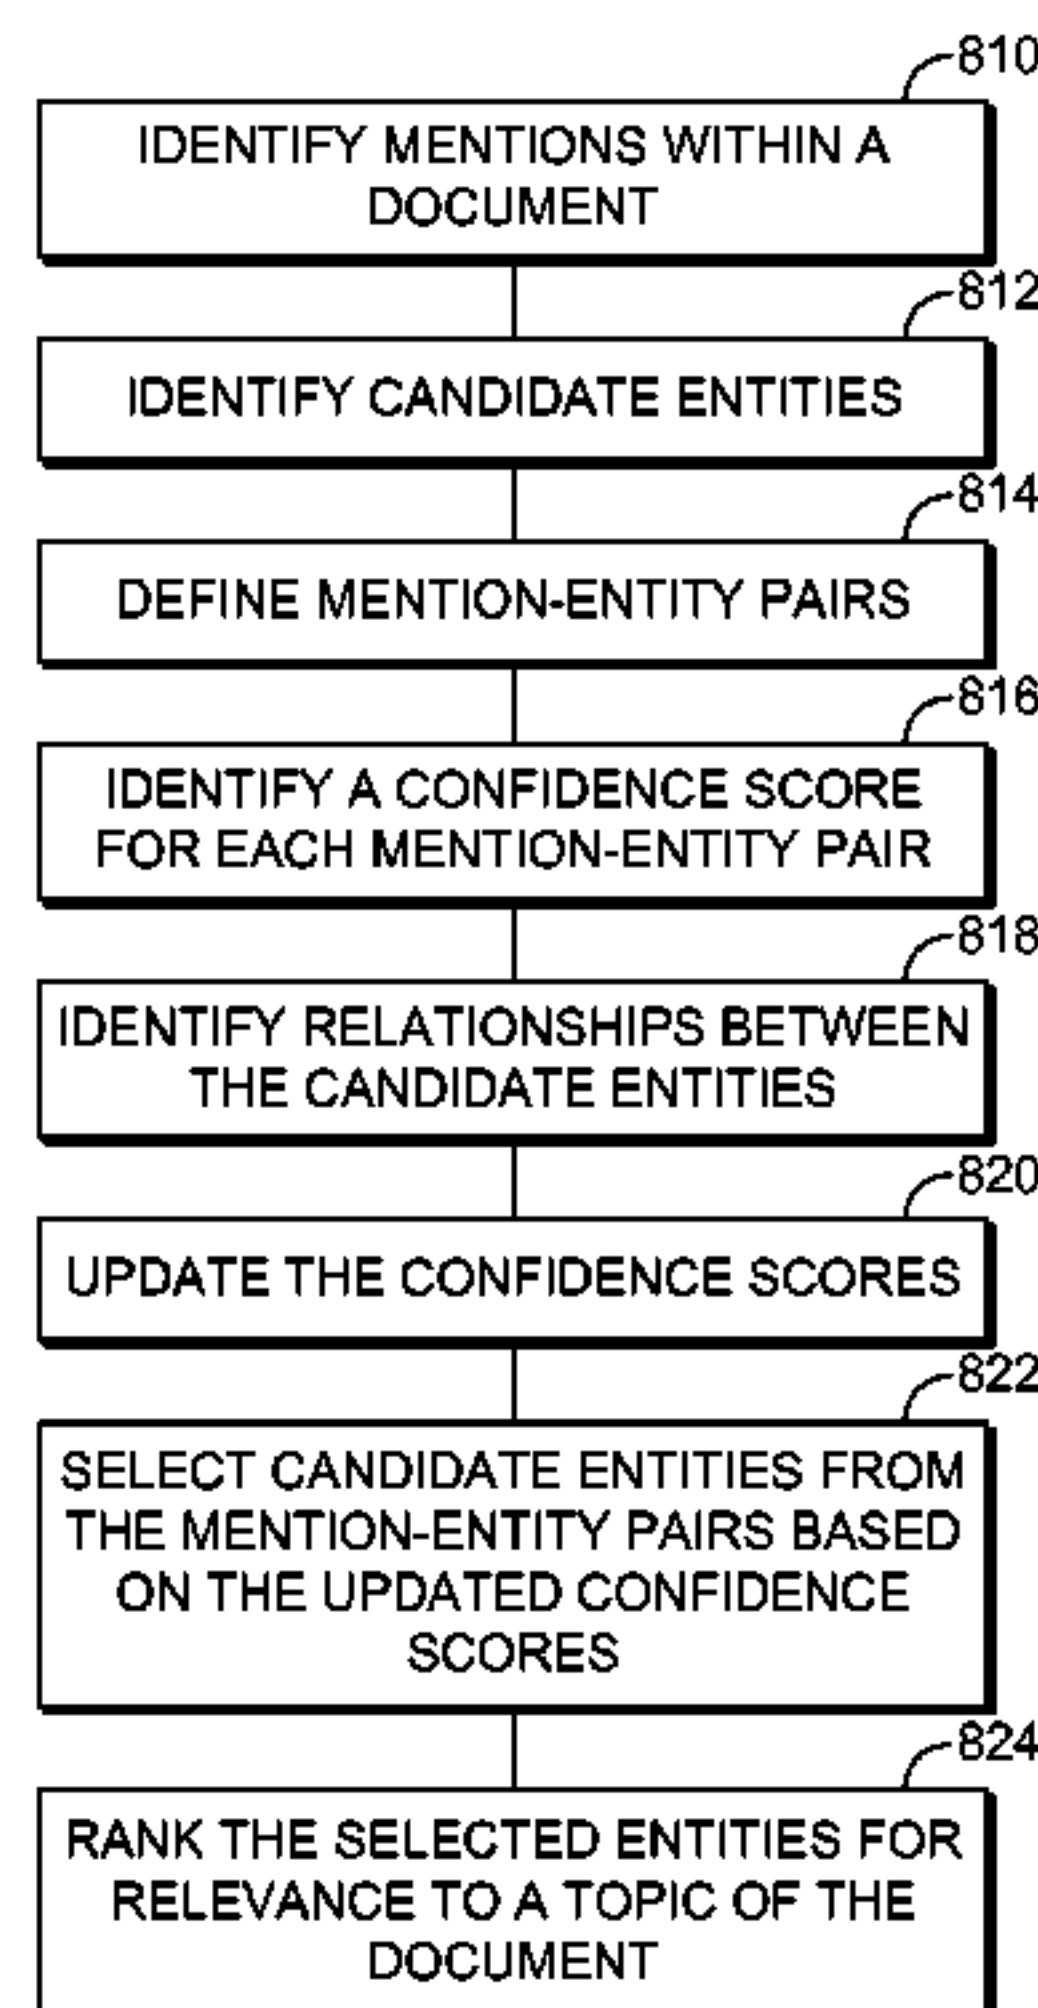 810
IDENTIFY MENTIONS WITHIN A
DOCUMENT
812
IDENTIFY CANDIDATE ENTITIES
814
DEFINE MENTION-ENTITY PAIRS
816
IDENTIFY A CONFIDENCE SCORE
FOR EACH MENTION-ENTITY PAIR
818
IDENTIFY RELATIONSHIPS BETWEEN
THE CANDIDATE ENTITIES
820
UPDATE THE CONFIDENCE SCORES
822
SELECT CANDIDATE ENTITIES FROM
THE MENTION-ENTITY PAIRS BASED
ON THE UPDATED CONFIDENCE
SCORES
824
RANK THE SELECTED ENTITIES FOR
RELEVANCE TO A TOPIC OF THE
DOCUMENT